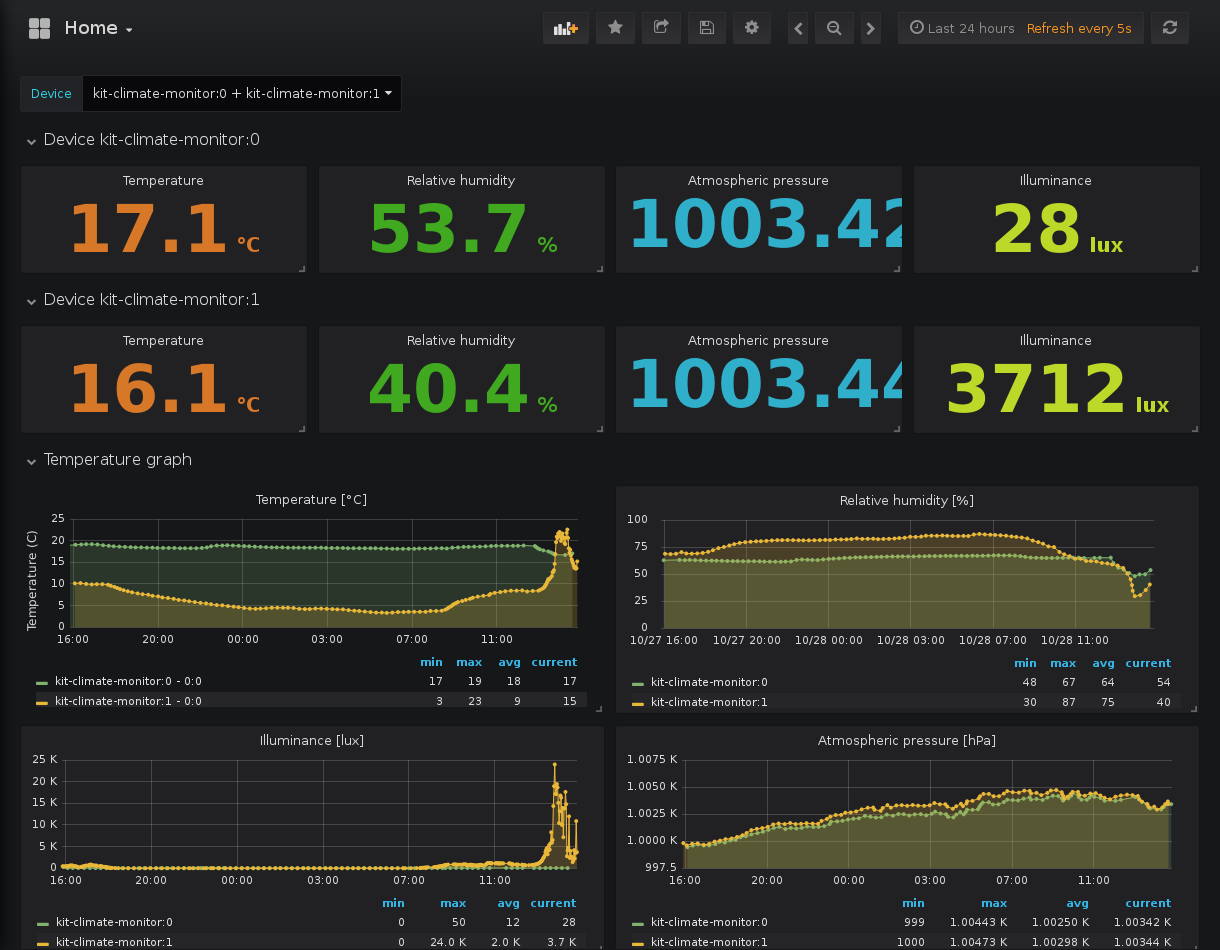 Home
Last 24 hours Refresh every 5s
Device kit-climate-monitor:0 + kit-climate-monitor:1
Device kit-climate-monitor:0
Temperature Relative humidity Atmospheric pressure Illuminance
17.1 °C 53.7 % 1003.42 28 lux
Device kit-climate-monitor:1
Temperature Relative humidity Atmospheric pressure Illuminance
16.1 °C 40.4 % 1003.44 3712 lux
Temperature graph
Temperature [°C]
Temperature (C)
25
20
15
10
5
0
16:00 20:00 00:00 03:00 07:00 11:00
min max avg current
kit-climate-monitor:0 - 0:0 17 19 18 17
kit-climate-monitor:1 - 0:0 3 23 9 15
Relative humidity [%]
100
75
50
25
0
10/27 16:00 10/27 20:00 10/28 00:00 10/28 03:00 10/28 07:00 10/28 11:00
min max avg current
kit-climate-monitor:0 48 67 64 54
kit-climate-monitor:1 30 87 75 40
Illuminance [lux]
25 K
20 K
15 K
10 K
5 K
0
16:00 20:00 00:00 03:00 07:00 11:00
min max avg current
kit-climate-monitor:0 0 50 12 28
kit-climate-monitor:1 0 24.0 K 2.0 K 3.7 K
Atmospheric pressure [hPa]
1.0075 K
1.0050 K
1.0025 K
1.0000 K
997.5
16:00 20:00 00:00 03:00 07:00 11:00
min max avg current
kit-climate-monitor:0 999 1.00443 K 1.00250 K 1.00342 K
kit-climate-monitor:1 1000 1.00473 K 1.00298 K 1.00344 K